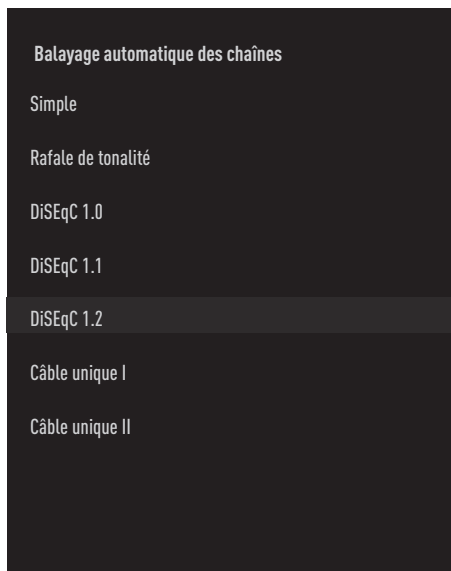 Balayage automatique des chaînes
Simple
Rafale de tonalité
DiSEqC 1.0
DiSEqC 1.1
DiSEqC 1.2
Câble unique I
Câble unique II